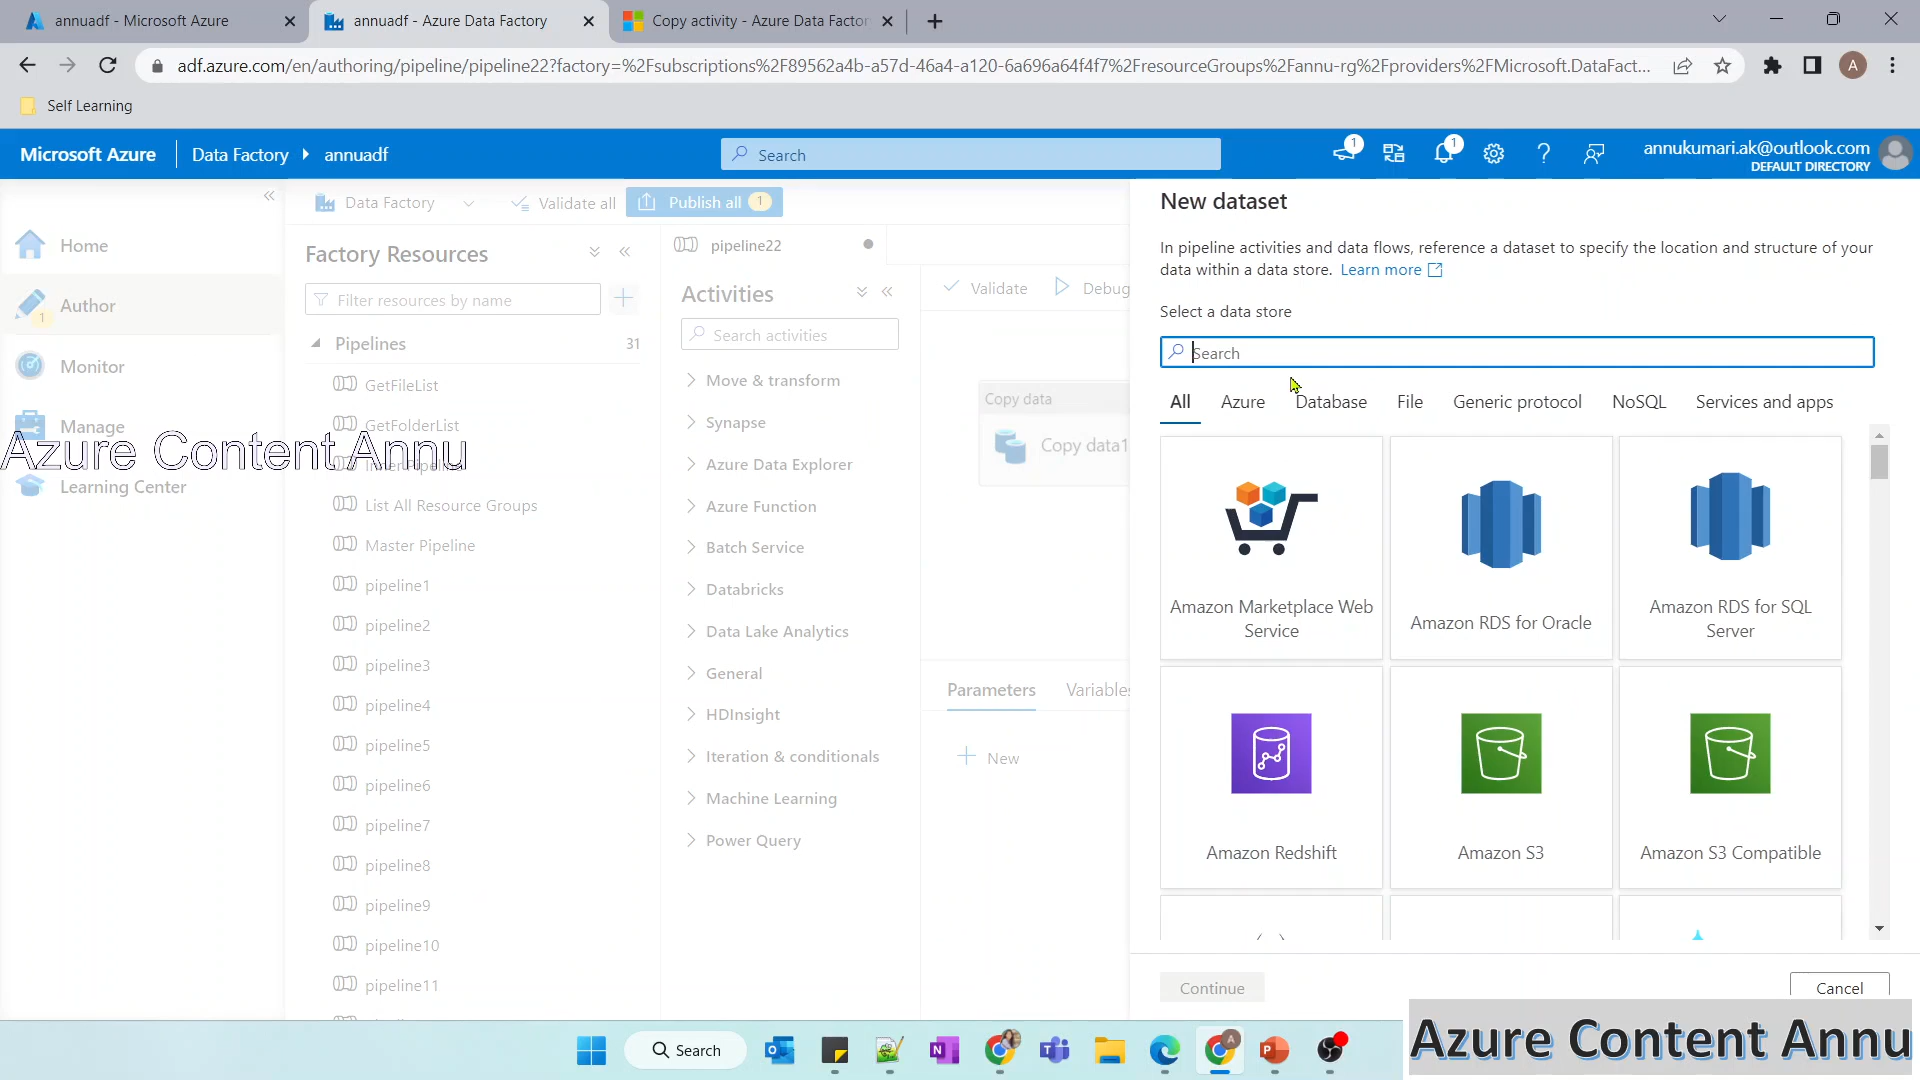 annuadf - Microsoft Azure
annuadf - Azure Data Factory
Copy activity - Azure Data Factor
adf.azure.com/en/authoring/pipeline/pipeline22?factory=%2Fsubscriptions%2F89562a4b-a57d-46a4-a120-6a696a64f4f7%2FresourceGroups%2Fannu-rg%2Fproviders%2FMicrosoft.DataFact...
A
Self Learning
Microsoft Azure
Data Factory
annuadf
Search
1
1
annukumari.ak@outlook.com
DEFAULT DIRECTORY
Home
Author
1
Monitor
Manage
Learning Center
Azure Content Annu
Data Factory
Validate all
Publish all 1
Factory Resources
Filter resources by name
Pipelines 31
GetFileList
GetFolderList
Inner Pipeline
List All Resource Groups
Master Pipeline
pipeline1
pipeline2
pipeline3
pipeline4
pipeline5
pipeline6
pipeline7
pipeline8
pipeline9
pipeline10
pipeline11
pipeline22
Activities
Search activities
Move & transform
Synapse
Azure Data Explorer
Azure Function
Batch Service
Databricks
Data Lake Analytics
General
HDInsight
Iteration & conditionals
Machine Learning
Power Query
Validate
Debug
Copy data
Copy data1
Parameters
Variables
New
New dataset
In pipeline activities and data flows, reference a dataset to specify the location and structure of your
data within a data store. Learn more
Select a data store
Search
All
Azure
Database
File
Generic protocol
NoSQL
Services and apps
Amazon Marketplace Web
Service
Amazon RDS for Oracle
Amazon RDS for SQL
Server
Amazon Redshift
Amazon S3
Amazon S3 Compatible
Continue
Cancel
Search
A
Azure Content Annu